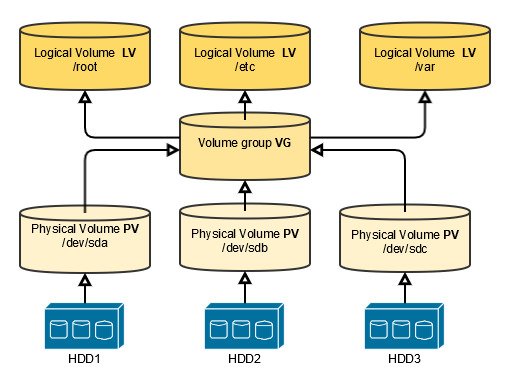 Logical Volume LV
/root
Logical Volume LV
/etc
Logical Volume LV
/var
Volume group VG
Physical Volume PV
/dev/sda
Physical Volume PV
/dev/sdb
Physical Volume PV
/dev/sdc
HDD1
HDD2
HDD3